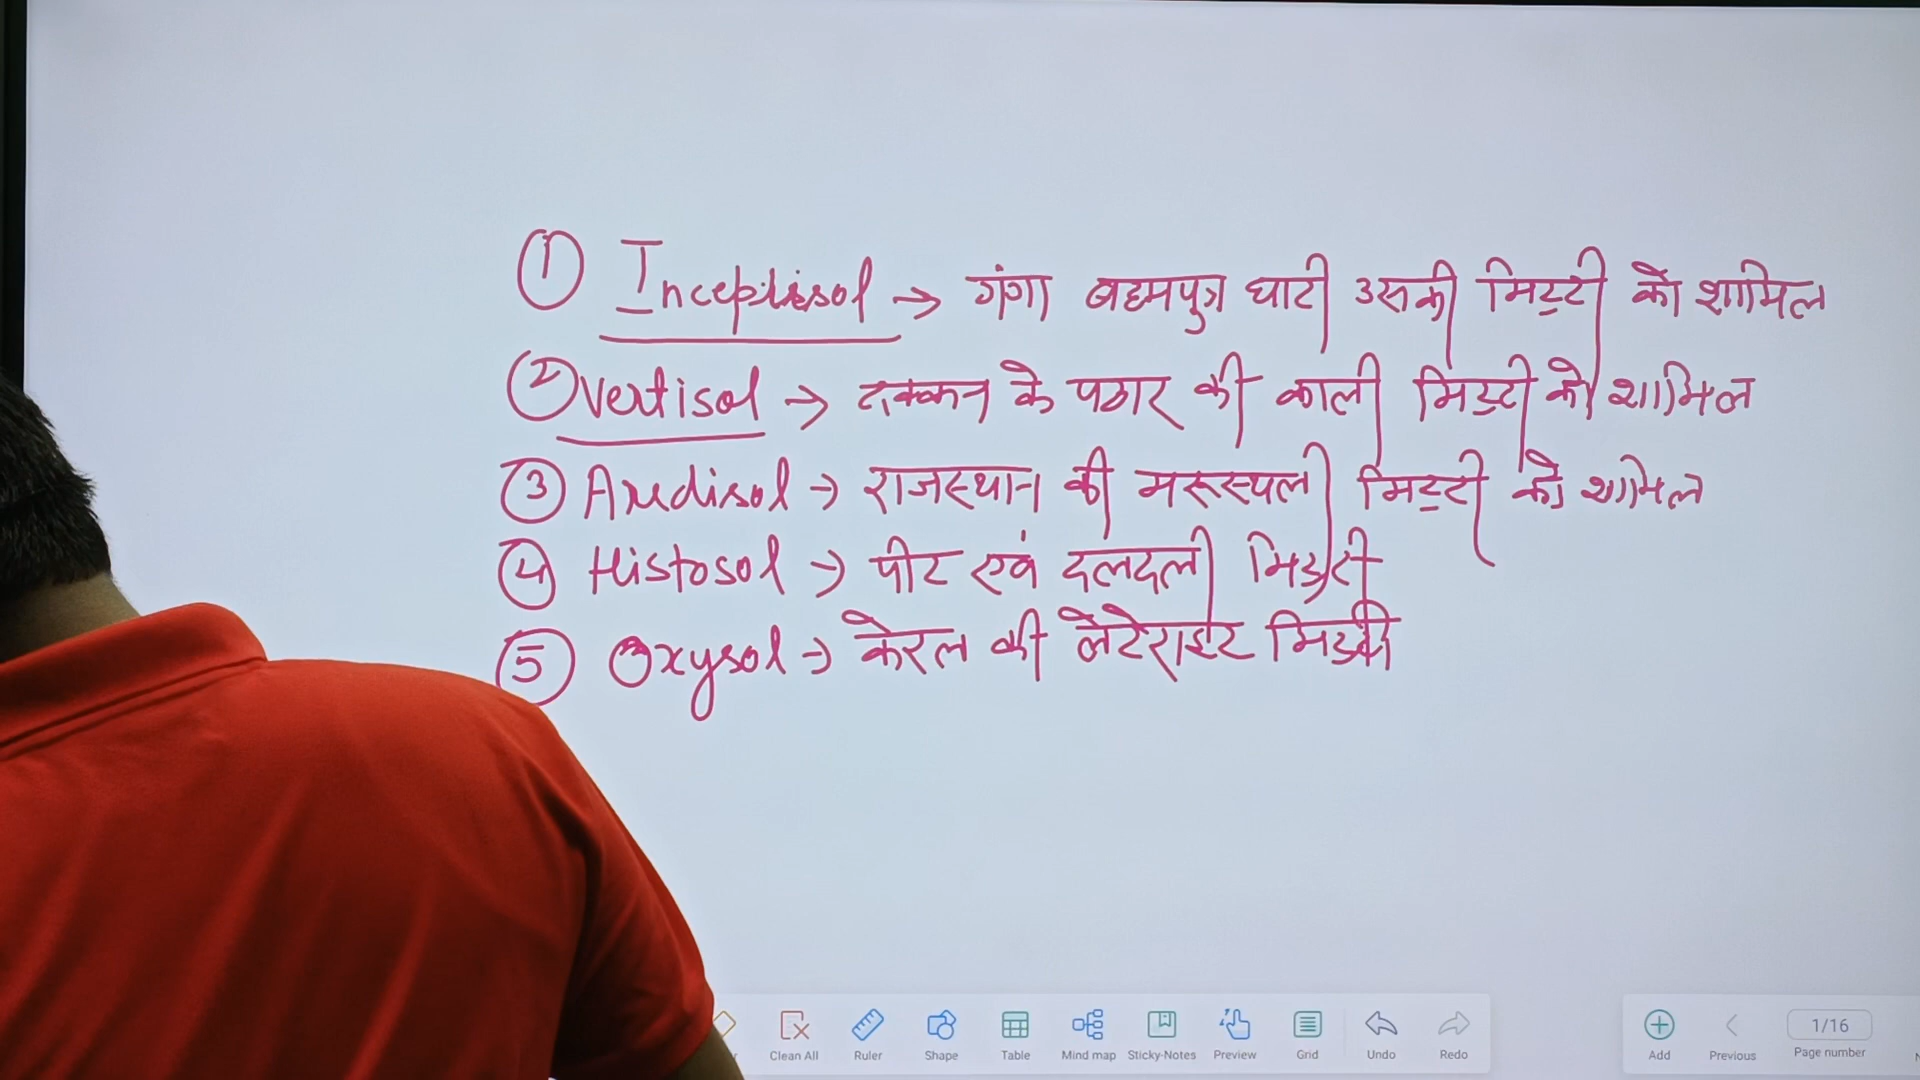 ① Inceptisol → गंगा बह्मपुत्र घाटी उसकी मिट्टी को शामिल
② vertisol → दक्कन के पठार की काली मिट्टी को शामिल
③ Aredisol → राजस्थान की मरूस्थली मिट्टी को शामिल
④ Histosol → पीट एवं दलदली मिट्टी
⑤ Oxysol → केरल की लेटेराइट मिट्टी
Clean All Ruler Shape Table Mind map Sticky-Notes Preview Grid Undo Redo Add Previous 1/16 Page number